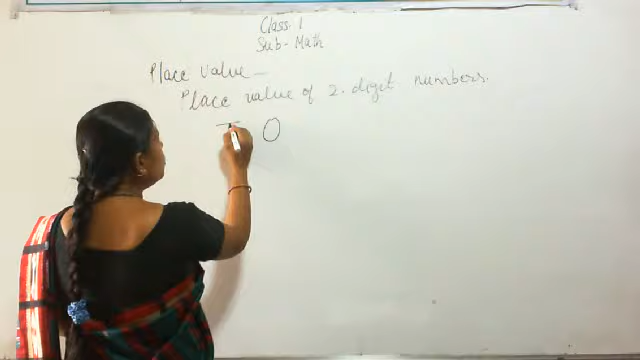 Class. 1
Sub- Math
Place value —
Place value of 2. digit numbers.
T O